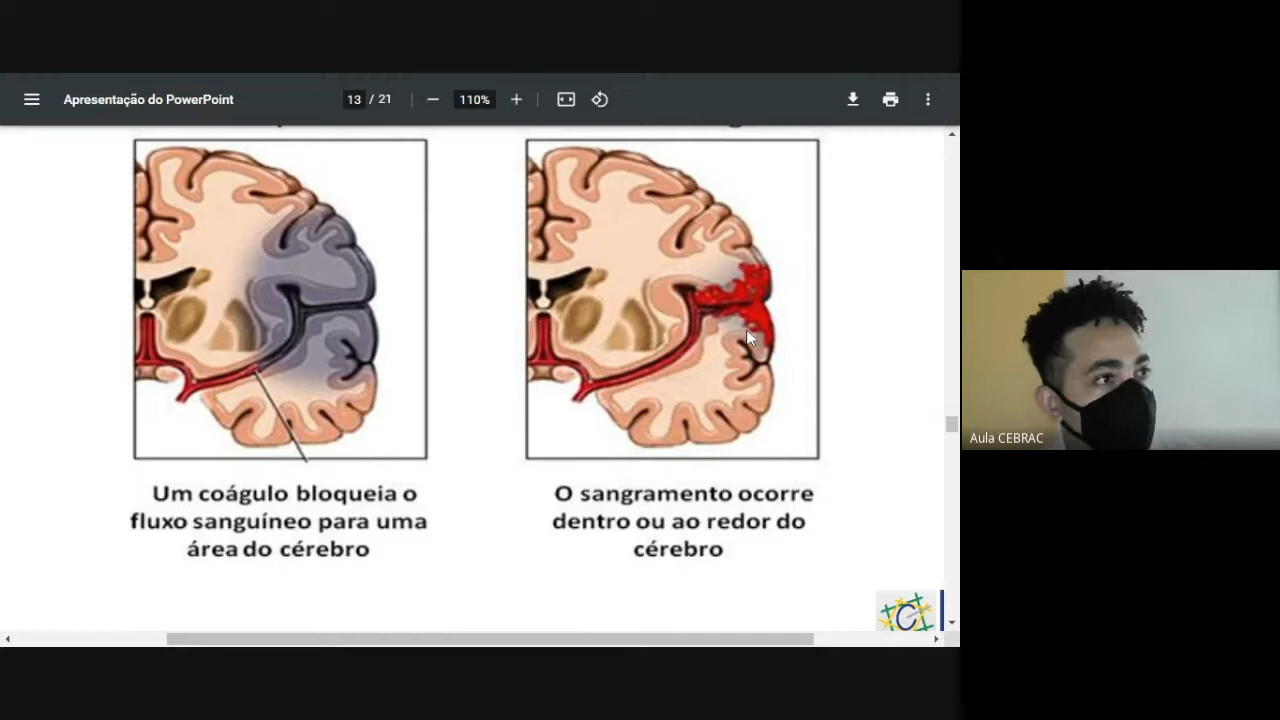 Apresentação do PowerPoint
13 / 21
110%
Um coágulo bloqueia o
fluxo sanguíneo para uma
área do cérebro
O sangramento ocorre
dentro ou ao redor do
cérebro
Aula CEBRAC